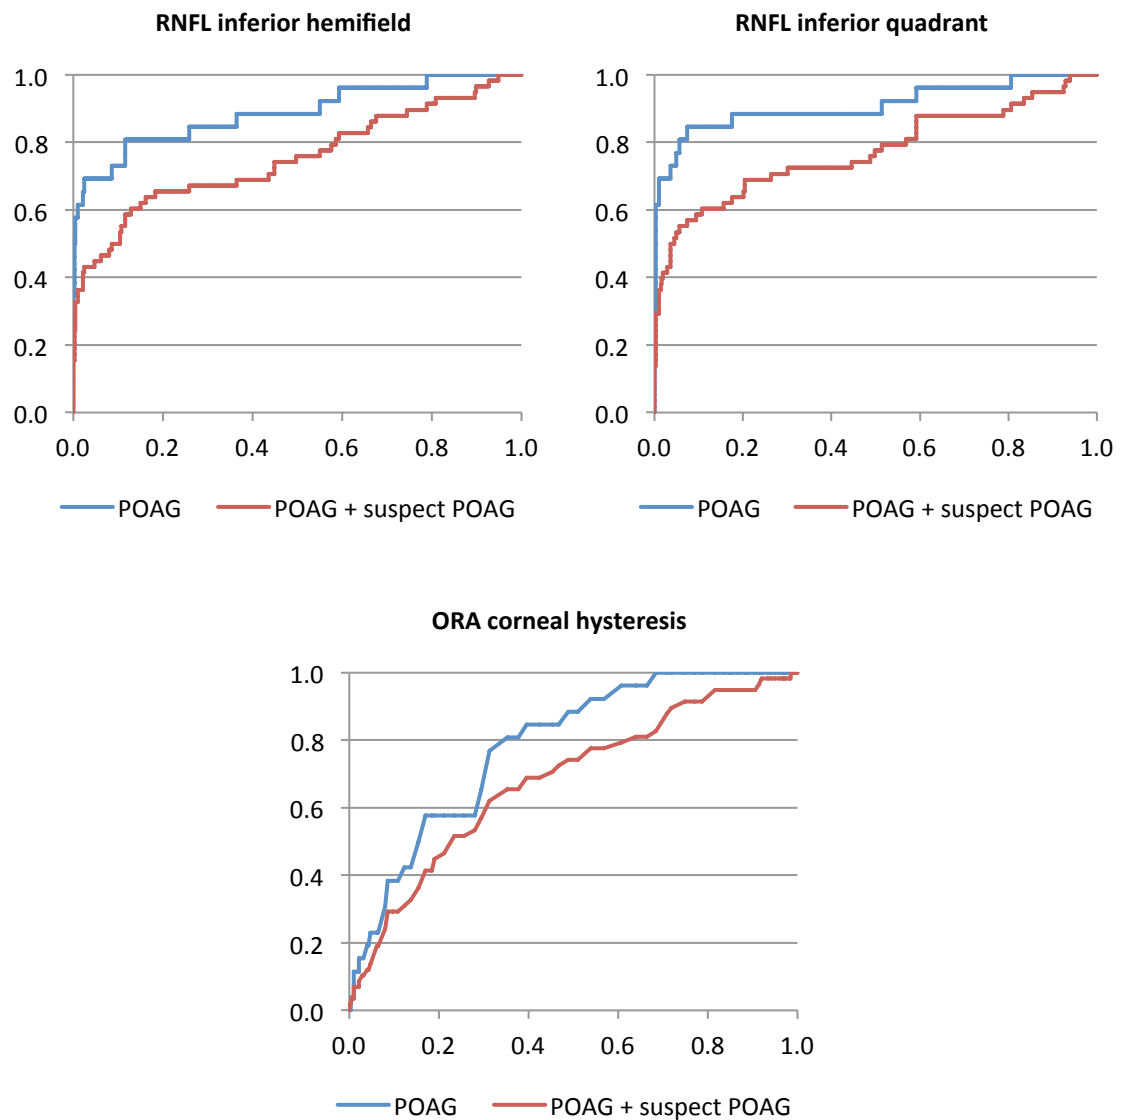 RNFL inferior hemifield
1.0
0.8
0.6
0.4
0.2
0.0
0.0 0.2 0.4 0.6 0.8 1.0
POAG POAG + suspect POAG
RNFL inferior quadrant
1.0
0.8
0.6
0.4
0.2
0.0
0.0 0.2 0.4 0.6 0.8 1.0
POAG POAG + suspect POAG
ORA corneal hysteresis
1.0
0.8
0.6
0.4
0.2
0.0
0.0 0.2 0.4 0.6 0.8 1.0
POAG POAG + suspect POAG